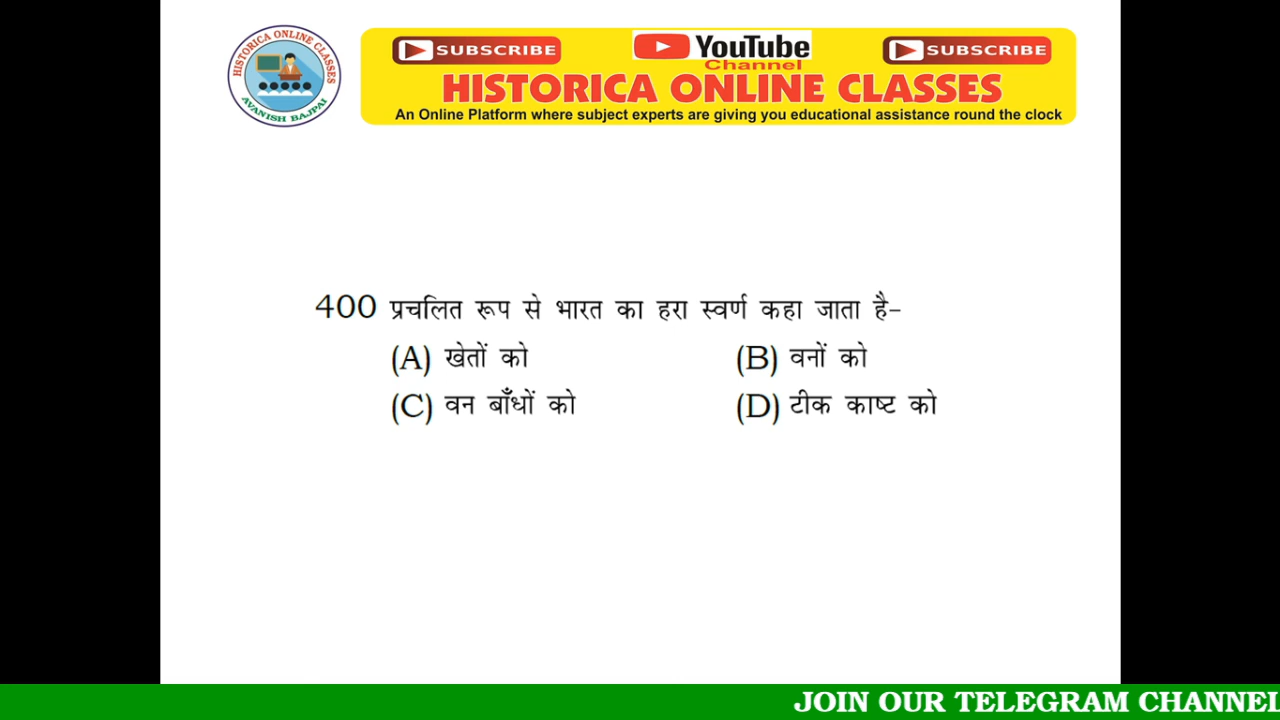 HISTORICA ONLINE CLASSES
AVANISH BAJPAI
SUBSCRIBE
YouTube
Channel
SUBSCRIBE
HISTORICA ONLINE CLASSES
An Online Platform where subject experts are giving you educational assistance round the clock
400 प्रचलित रूप से भारत का हरा स्वर्ण कहा जाता है-
(A) खेतों को (B) वनों को
(C) वन बाँधों को (D) टीक काष्ट को
JOIN OUR TELEGRAM CHANNEL